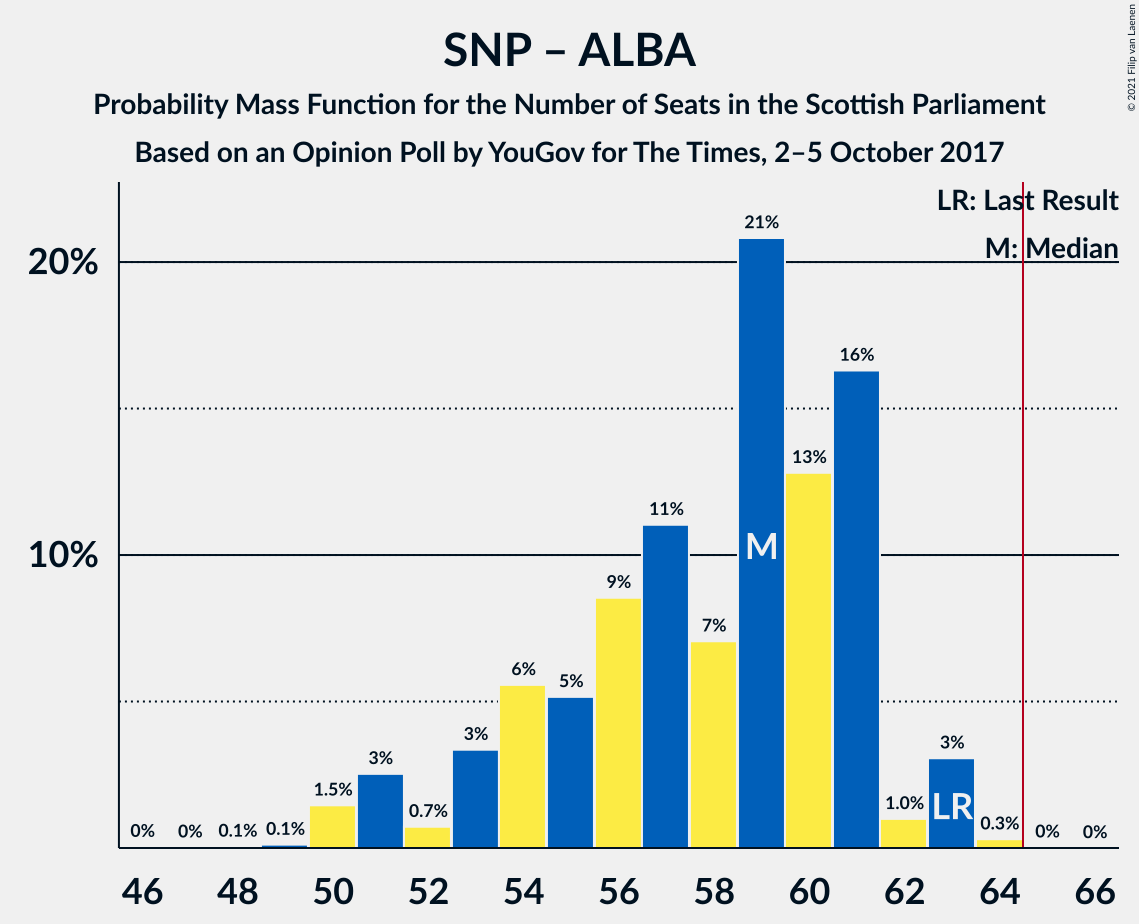 SNP – ALBA
Probability Mass Function for the Number of Seats in the Scottish Parliament
Based on an Opinion Poll by YouGov for The Times, 2–5 October 2017
© 2021 Filip van Laenen
LR: Last Result
M: Median
20%
10%
0%
0%
0.1%
0.1%
1.5%
3%
0.7%
3%
6%
5%
9%
11%
7%
21%
13%
16%
1.0%
3%
0.3%
0%
0%
M
LR
46 48 50 52 54 56 58 60 62 64 66